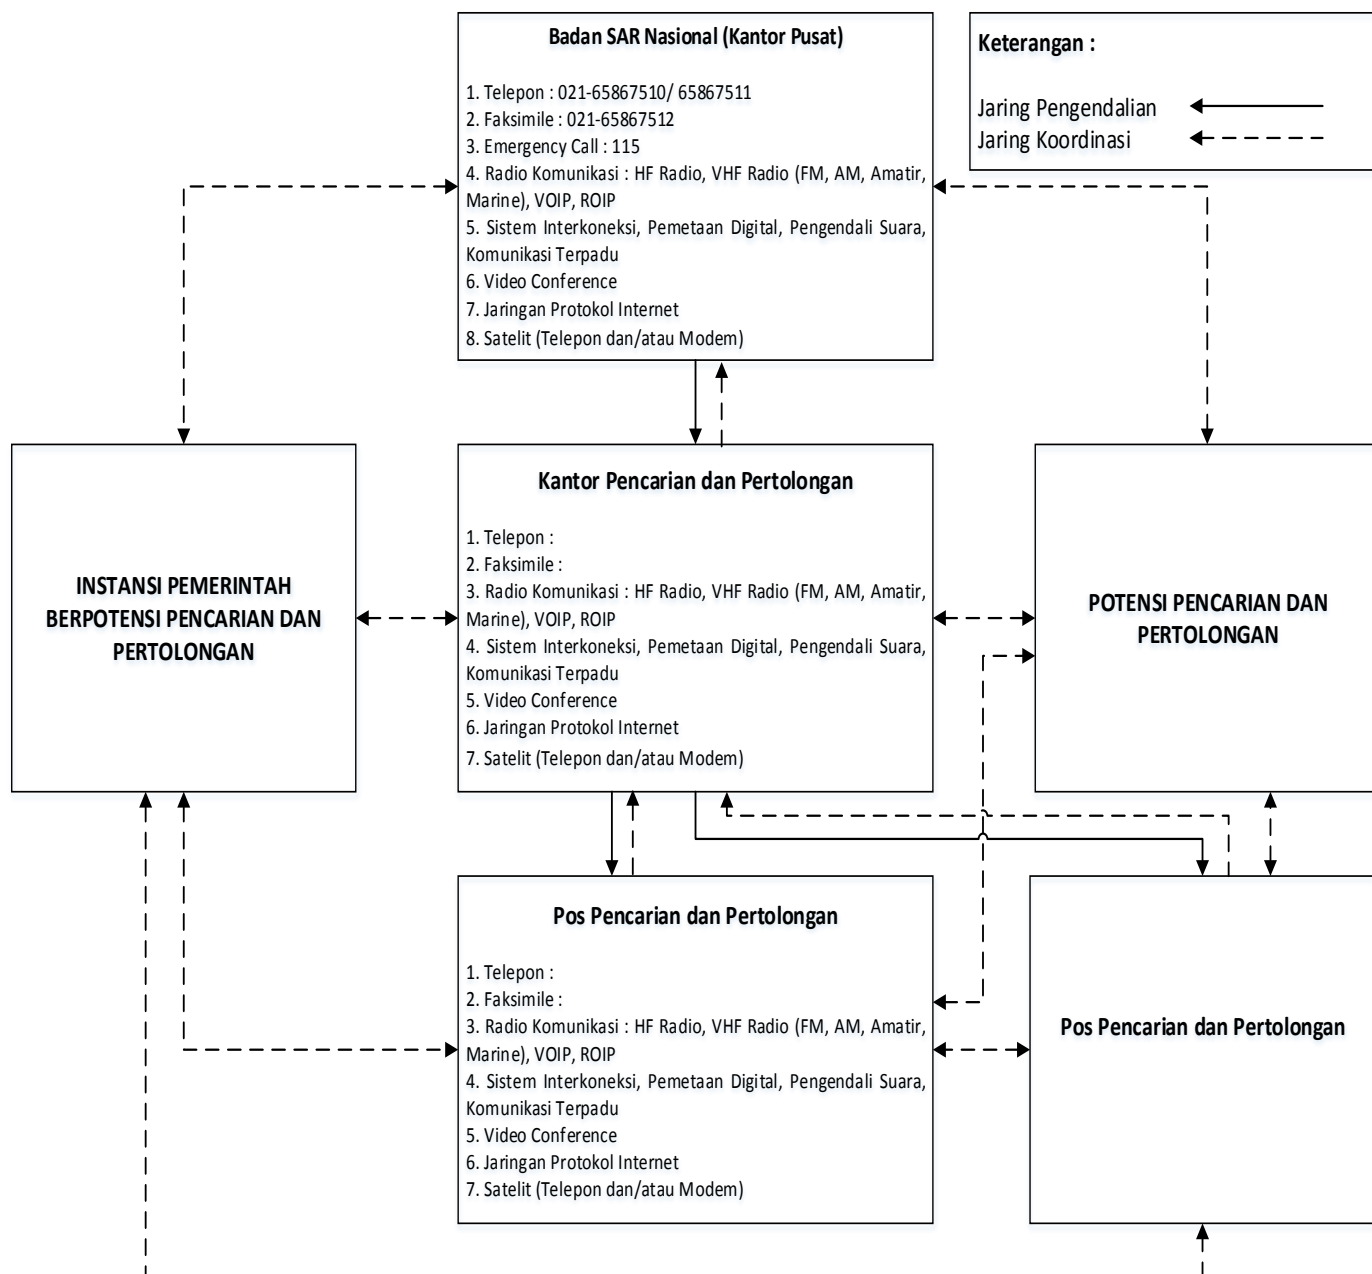 Badan SAR Nasional (Kantor Pusat)
1. Telepon : 021-65867510/ 65867511
2. Faksimile : 021-65867512
3. Emergency Call : 115
4. Radio Komunikasi : HF Radio, VHF Radio (FM, AM, Amatir,
Marine), VOIP, ROIP
5. Sistem Interkoneksi, Pemetaan Digital, Pengendali Suara,
Komunikasi Terpadu
6. Video Conference
7. Jaringan Protokol Internet
8. Satelit (Telepon dan/atau Modem)
Keterangan :
Jaring Pengendalian
Jaring Koordinasi
INSTANSI PEMERINTAH
BERPOTENSI PENCARIAN DAN
PERTOLONGAN
Kantor Pencarian dan Pertolongan
1. Telepon :
2. Faksimile :
3. Radio Komunikasi : HF Radio, VHF Radio (FM, AM, Amatir,
Marine), VOIP, ROIP
4. Sistem Interkoneksi, Pemetaan Digital, Pengendali Suara,
Komunikasi Terpadu
5. Video Conference
6. Jaringan Protokol Internet
7. Satelit (Telepon dan/atau Modem)
POTENSI PENCARIAN DAN
PERTOLONGAN
Pos Pencarian dan Pertolongan
1. Telepon :
2. Faksimile :
3. Radio Komunikasi : HF Radio, VHF Radio (FM, AM, Amatir,
Marine), VOIP, ROIP
4. Sistem Interkoneksi, Pemetaan Digital, Pengendali Suara,
Komunikasi Terpadu
5. Video Conference
6. Jaringan Protokol Internet
7. Satelit (Telepon dan/atau Modem)
Pos Pencarian dan Pertolongan